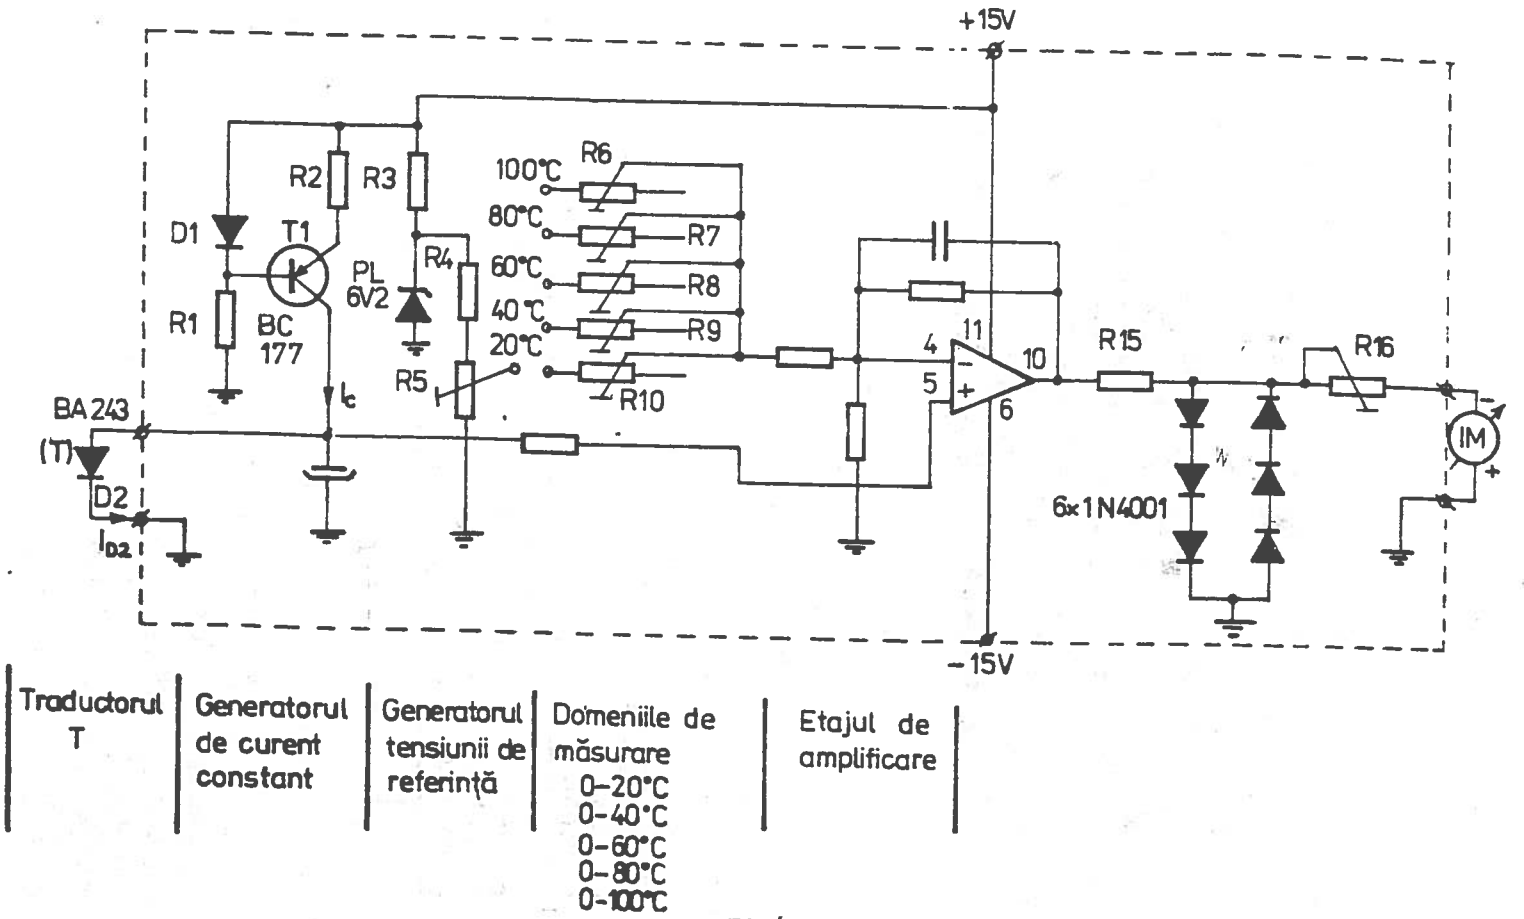 +15V
R2
R3
100°C
R6
D1
T1
80°C
R7
PL
6V2
R4
60°C
R8
R1
BC
177
40°C
R9
20°C
R5
R10
Ic
BA243
(T)
D2
ID2
11
4
-
5
+
10
6
R15
R16
-
IM
+
6x1N4001
-15V
Traductorul
T
Generatorul
de curent
constant
Generatorul
tensiunii de
referință
Domeniile de
măsurare
0-20°C
0-40°C
0-60°C
0-80°C
0-100°C
Etajul de
amplificare